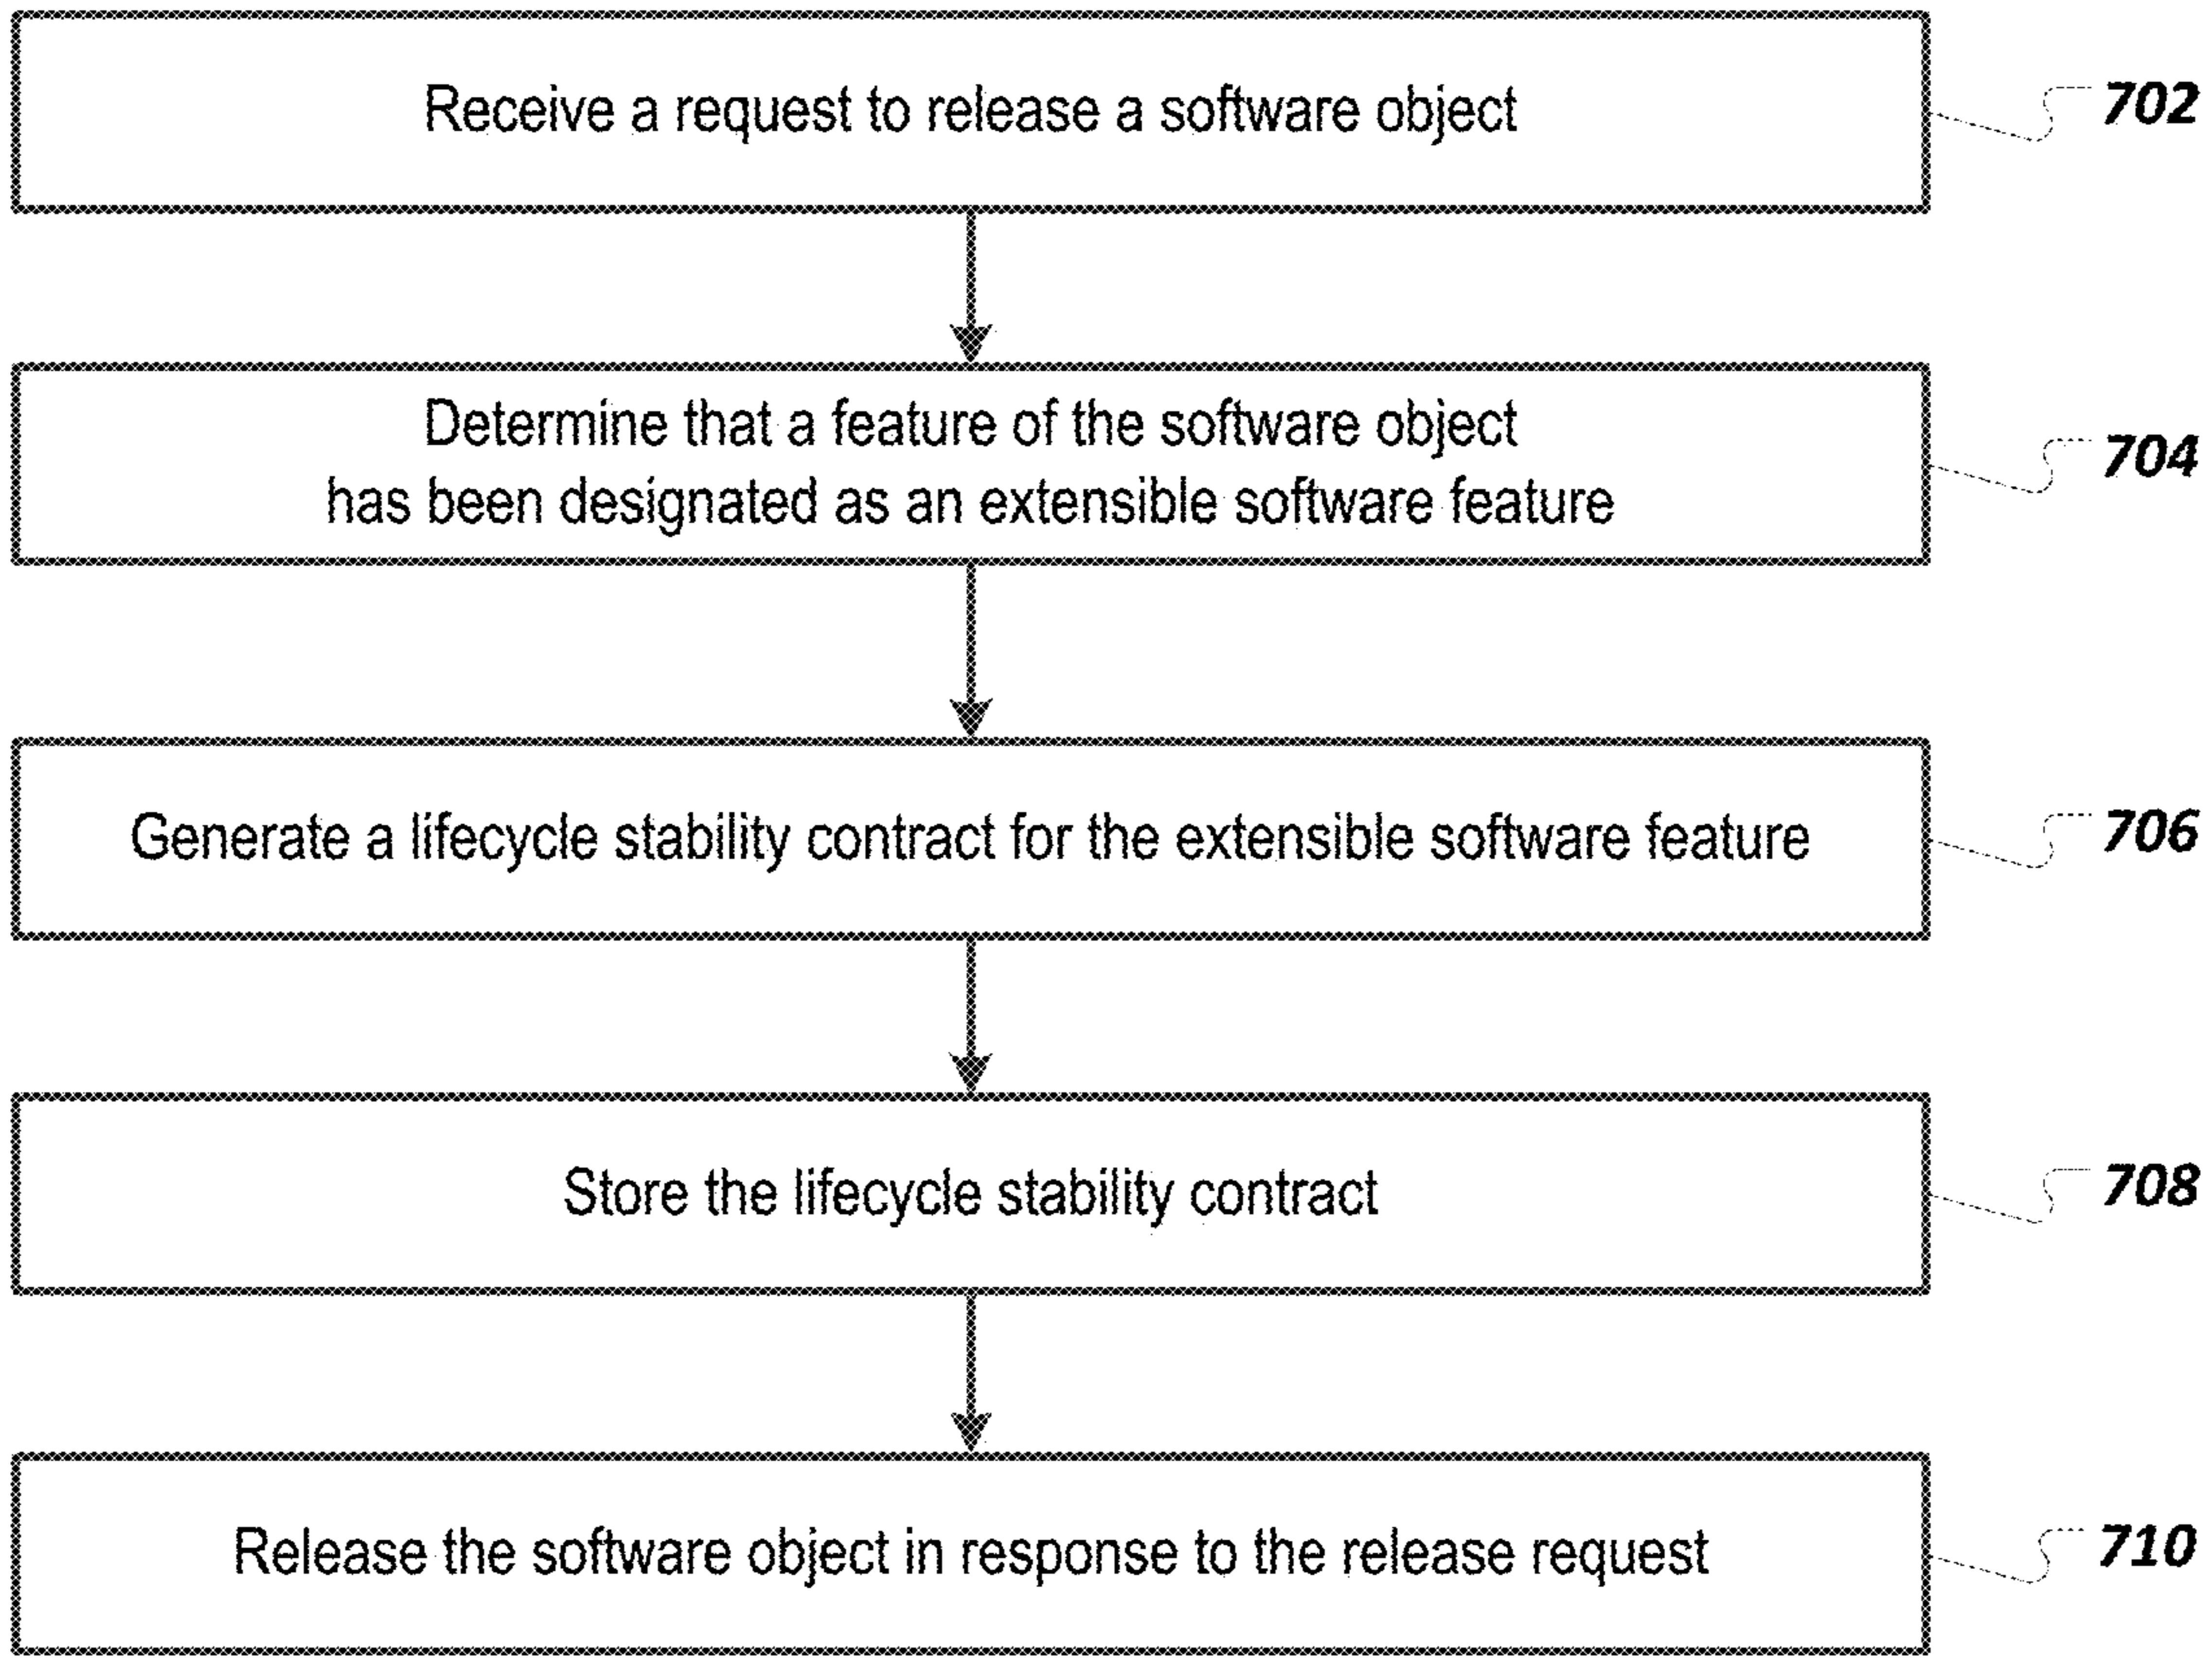 Receive a request to release a software object
702
Determine that a feature of the software object
has been designated as an extensible software feature
704
Generate a lifecycle stability contract for the extensible software feature
706
Store the lifecycle stability contract
708
Release the software object in response to the release request
710